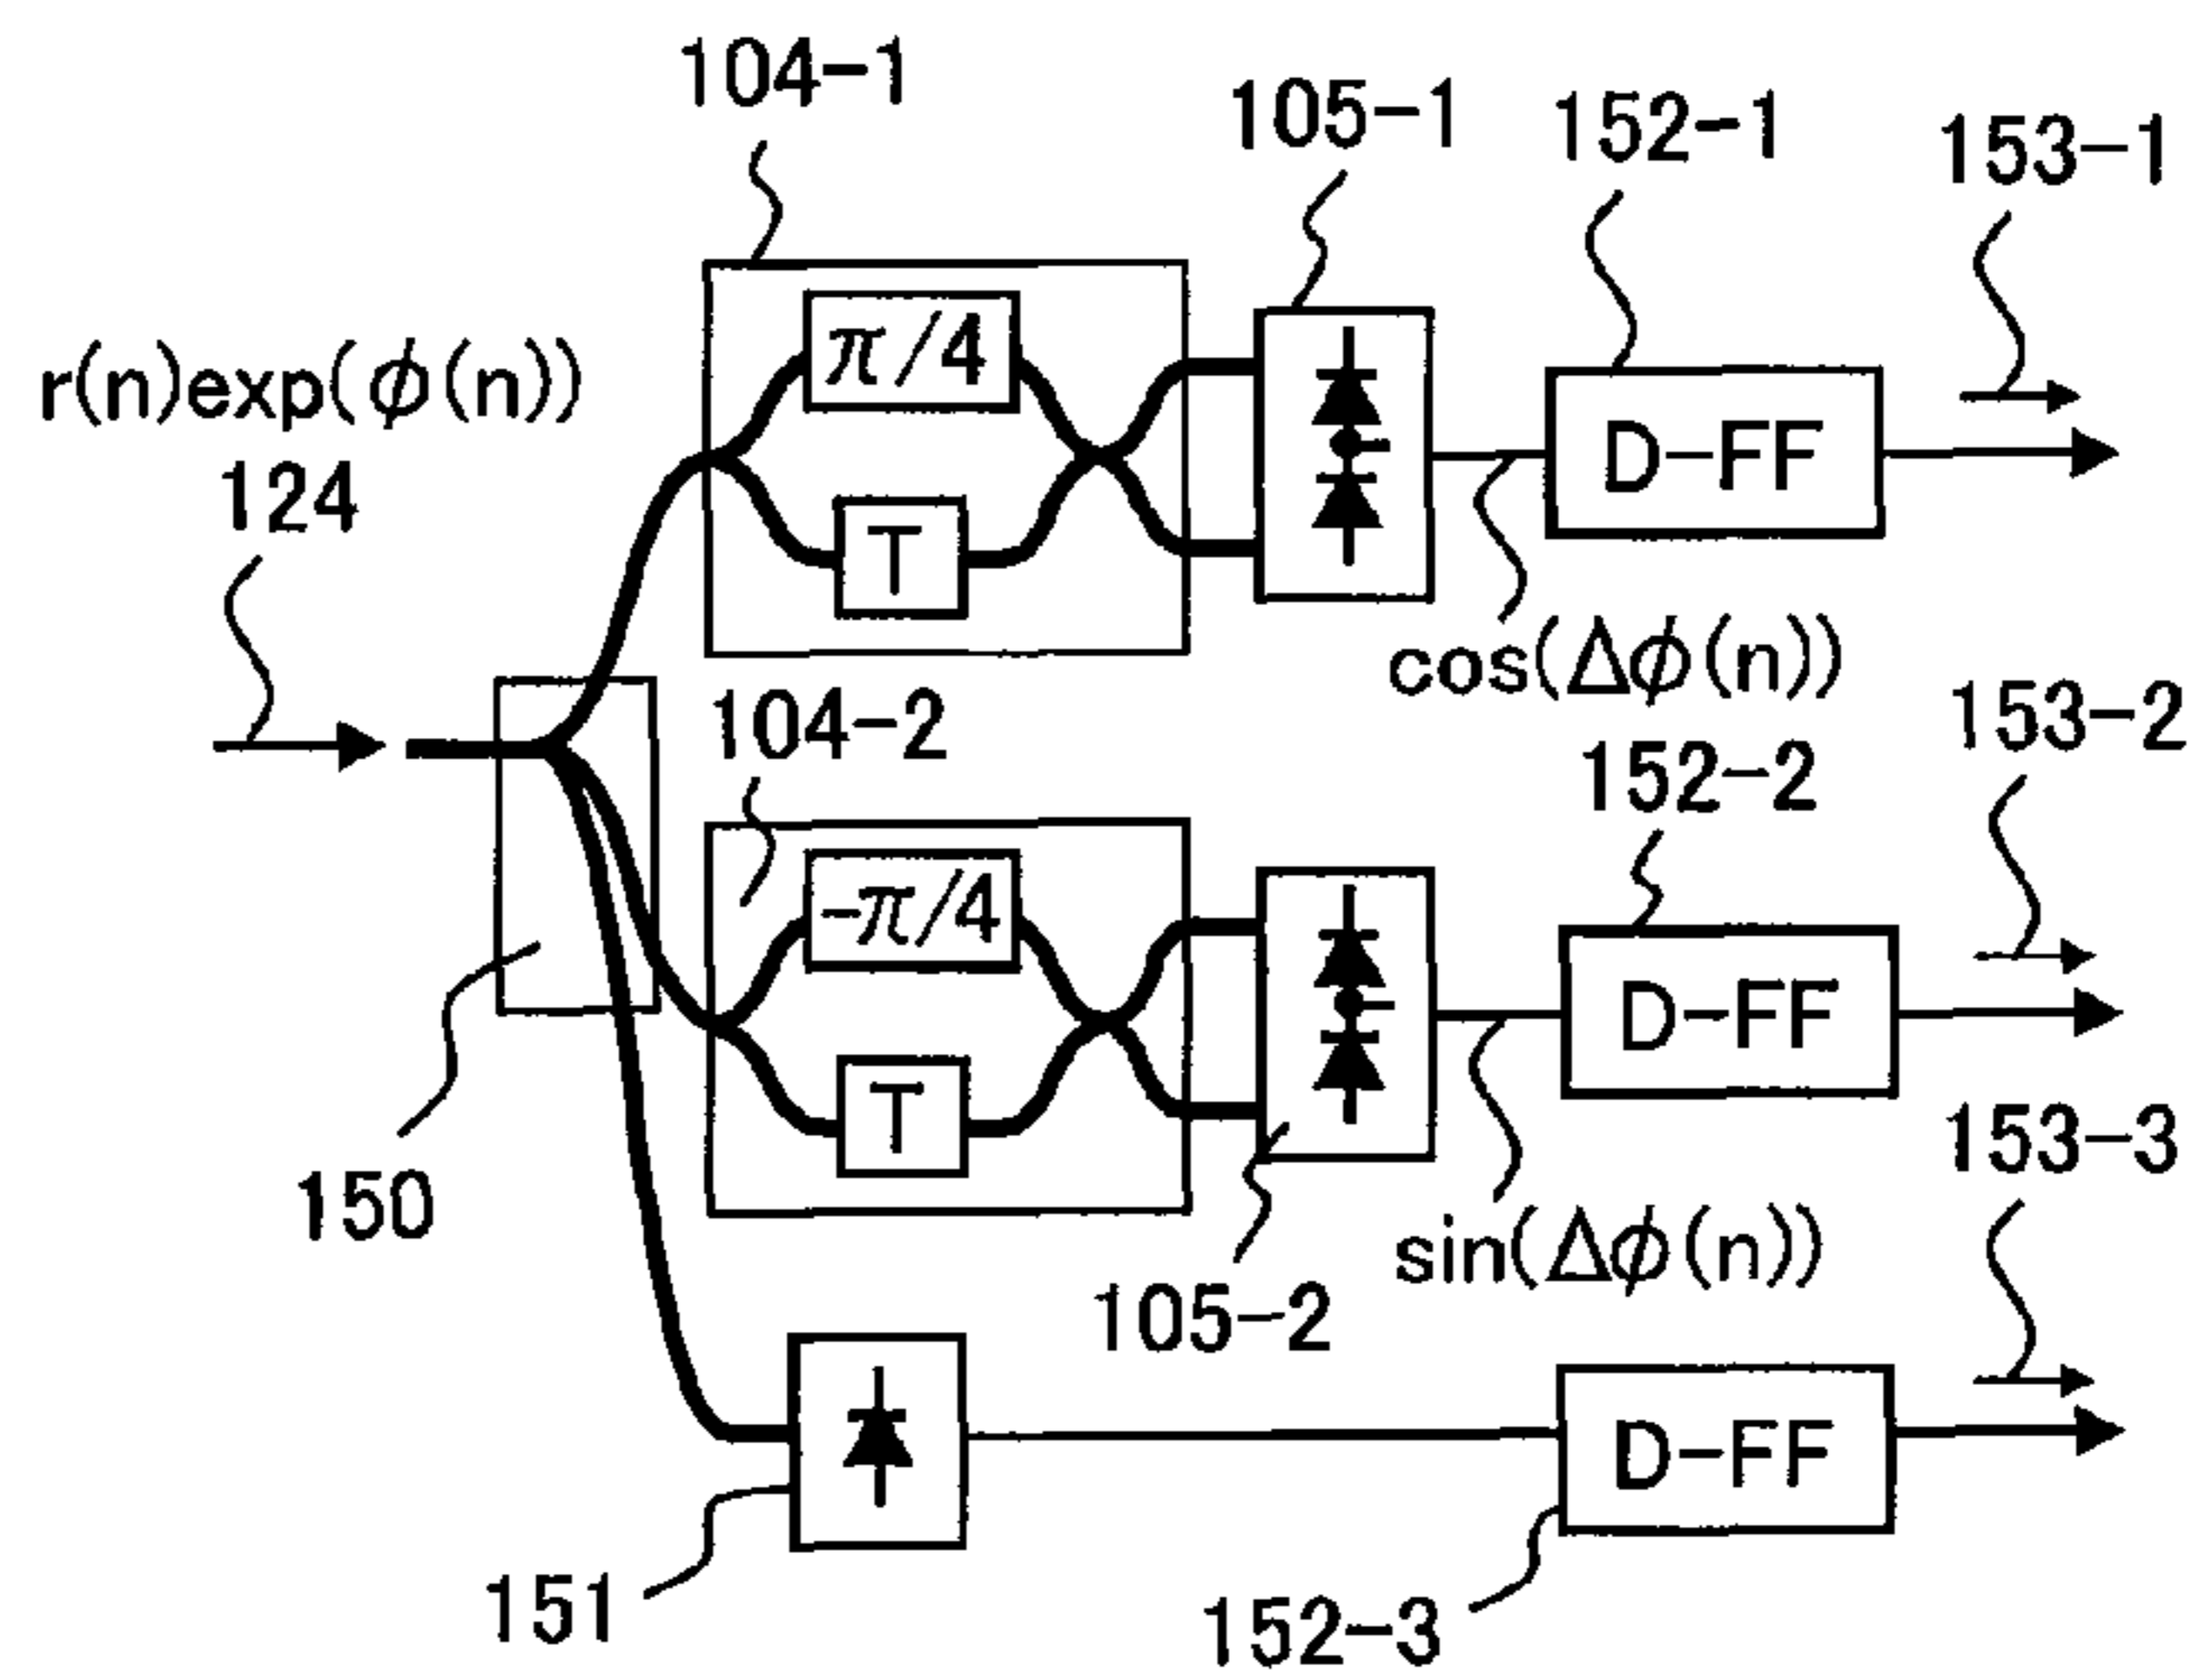 104-1
105-1
152-1
153-1
π/4
r(n)exp(ϕ(n))
124
D-FF
T
cos(Δϕ(n))
104-2
153-2
152-2
-π/4
D-FF
T
153-3
150
sin(Δϕ(n))
105-2
D-FF
151
152-3